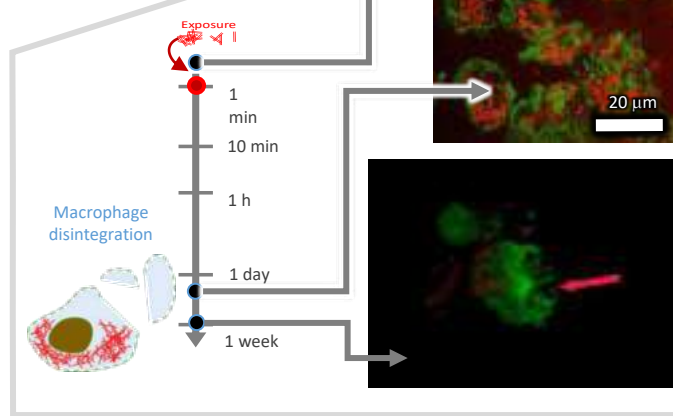 Exposure
1
min
10 min
1 h
1 day
1 week
Macrophage
disintegration
20 μm